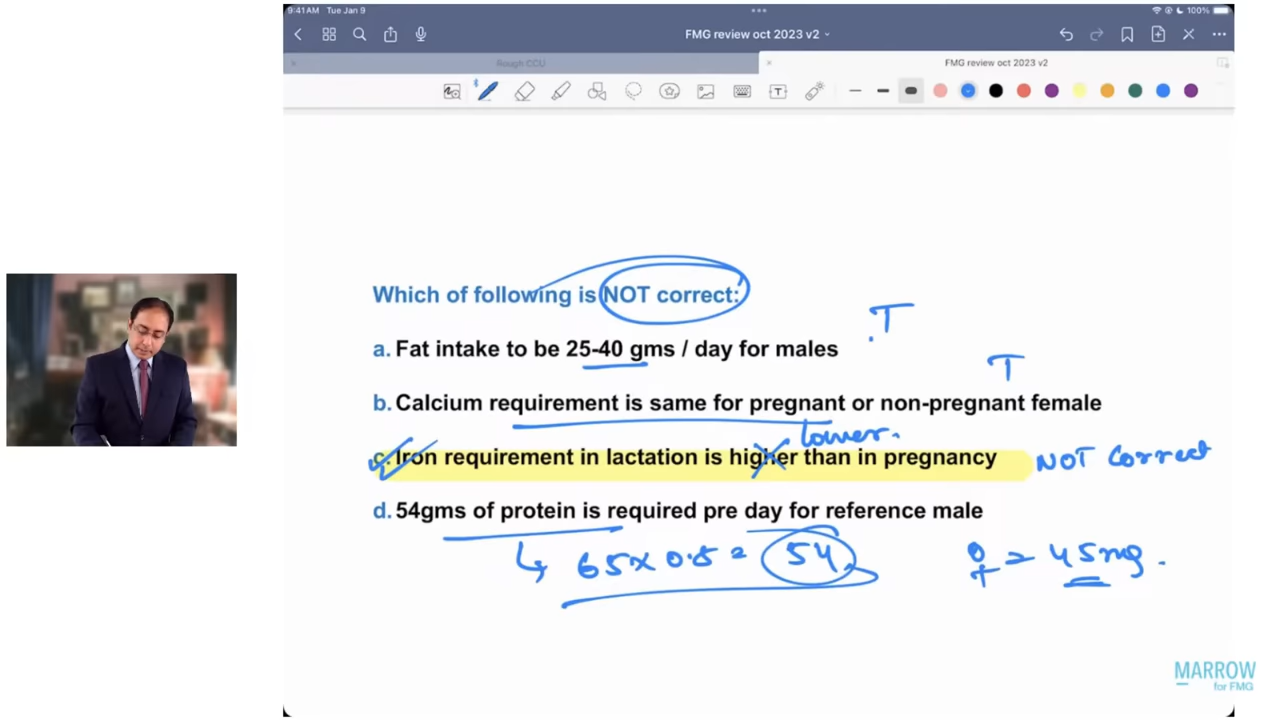 9:41AM Tue Jan 9
100%
FMG review oct 2023 v2
Rough CCU
FMG review oct 2023 v2
T
Which of following is NOT correct:
T
a. Fat intake to be 25-40 gms / day for males
T
b. Calcium requirement is same for pregnant or non-pregnant female
lower.
c. Iron requirement in lactation is higher than in pregnancy
NOT Correct
d. 54gms of protein is required pre day for reference male
65 x 0.8 = 54
♀ = 45mg.
MARROW
for FMG